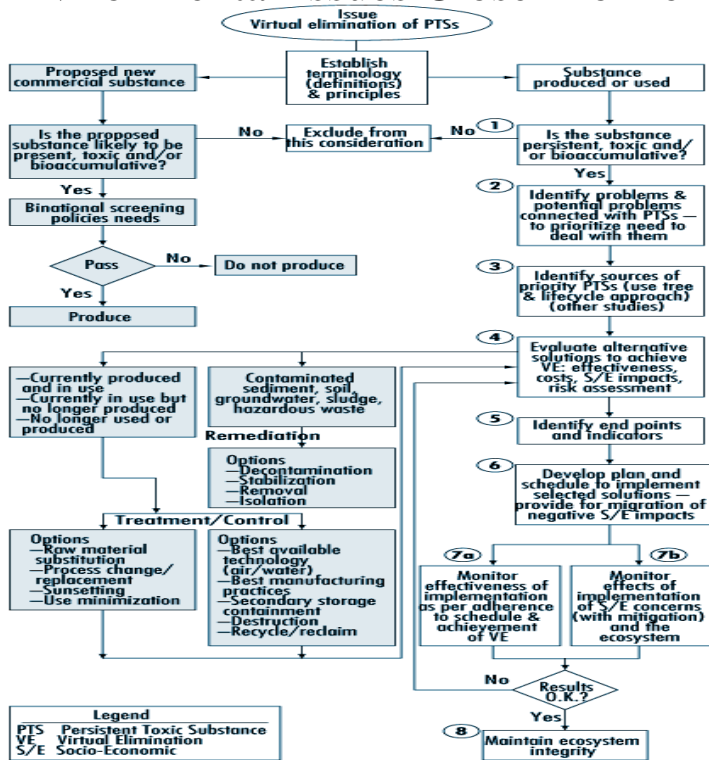 Issue
Virtual elimination of PTSs
Proposed new
commercial substance
Establish
terminology
(definitions)
& principles
Substance
produced or used
Is the proposed
substance likely to be
present, toxic and/or
bioaccumulative?
No
Exclude from
this consideration
No
1
Is the substance
persistent, toxic and/
or bioaccumulative?
Yes
Yes
2
Binational screening
policies needs
Identify problems &
potential problems
connected with PTSs —
to prioritize need to
deal with them
Pass
No
Do not produce
3
Identify sources of
priority PTSs (use tree
& lifecycle approach)
(other studies)
Yes
Produce
4
Evaluate alternative
solutions to achieve
VE: effectiveness,
costs, S/E impacts,
risk assessment
—Currently produced
and in use
—Currently in use but
no longer produced
—No longer used or
produced
Contaminated
sediment, soil,
groundwater, sludge,
hazardous waste
5
Identify end points
and indicators
Remediation
Options
—Decontamination
—Stabilization
—Removal
—Isolation
6
Develop plan and
schedule to implement
selected solutions —
provide for migration of
negative S/E impacts
Treatment/Control
Options
—Raw material
substitution
—Process change/
replacement
—Sunsetting
—Use minimization
Options
—Best available
technology
(air/water)
—Best manufacturing
practices
—Secondary storage
containment
—Destruction
—Recycle/reclaim
7a
Monitor
effectiveness of
implementation
as per adherence
to schedule &
achievement
of VE
7b
Monitor
effects of
implementation
of S/E concerns
(with mitigation)
and the
ecosystem
No
Results
O.K.?
Yes
8
Maintain ecosystem
integrity
Legend
PTS Persistent Toxic Substance
VE Virtual Elimination
S/E Socio-Economic